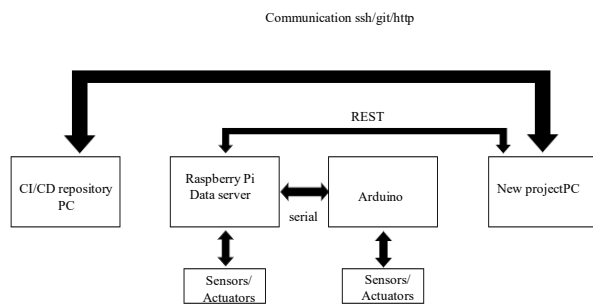 Communication ssh/git/http
REST
CI/CD repository
PC
Raspberry Pi
Data server
serial
Arduino
New projectPC
Sensors/
Actuators
Sensors/
Actuators